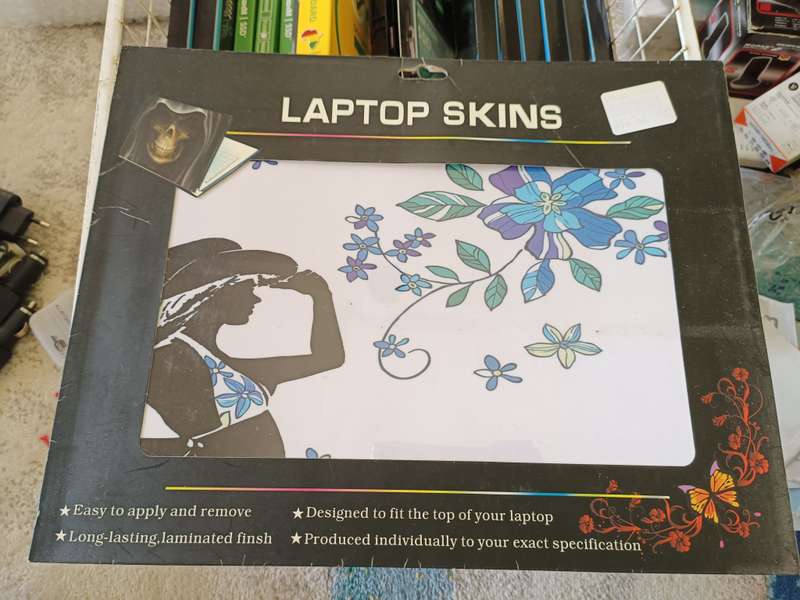 LAPTOP SKINS
★Easy to apply and remove
★Designed to fit the top of your laptop
★Long-lasting,laminated finsh
★Produced individually to your exact specification